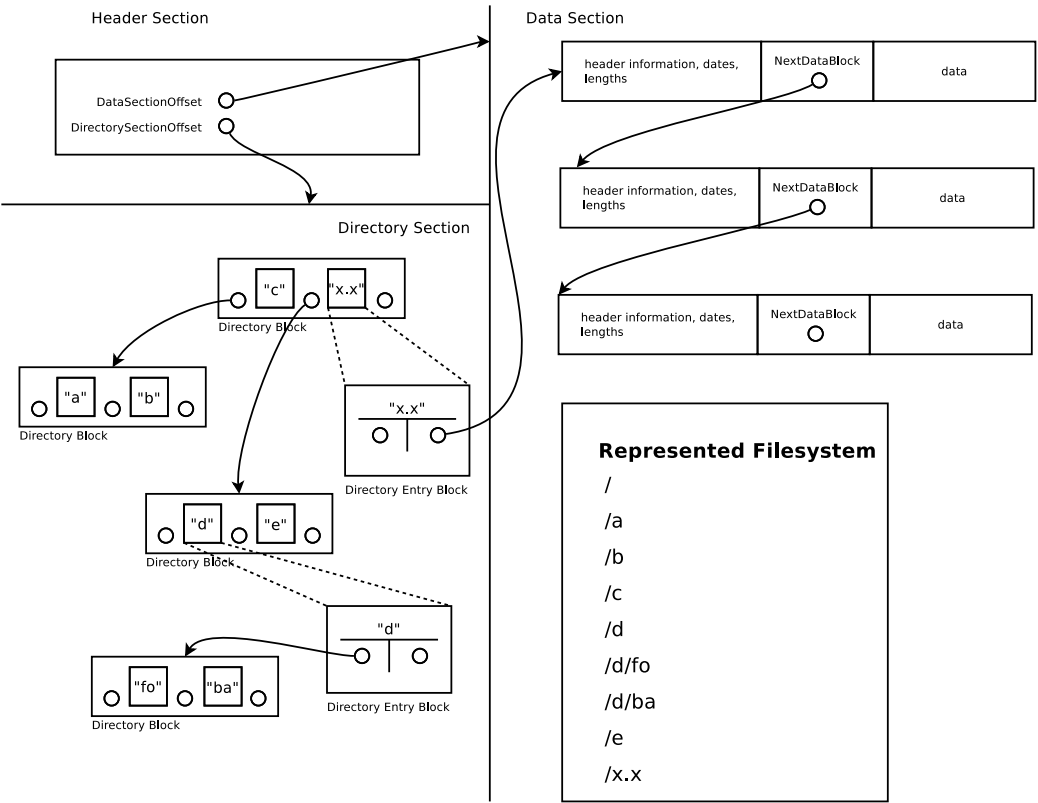 Header Section
DataSectionOffset
DirectorySectionOffset
Directory Section
"c" "x.x"
Directory Block
"a" "b"
Directory Block
"x.x"
Directory Entry Block
"d" "e"
Directory Block
"d"
Directory Entry Block
"fo" "ba"
Directory Block
Data Section
header information, dates,
lengths
NextDataBlock
data
header information, dates,
lengths
NextDataBlock
data
header information, dates,
lengths
NextDataBlock
data
Represented Filesystem
/
/a
/b
/c
/d
/d/fo
/d/ba
/e
/x.x